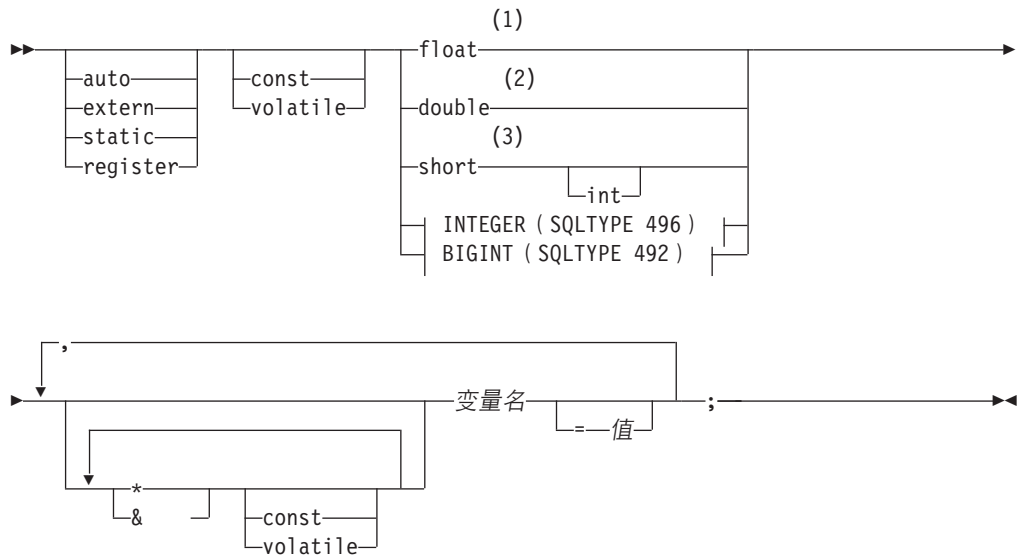 (1)
float
auto
const
(2)
extern
volatile
double
static
(3)
register
short
int
INTEGER ( SQLTYPE 496 )
BIGINT ( SQLTYPE 492 )
,
变量名
;
= 值
*
&
const
volatile